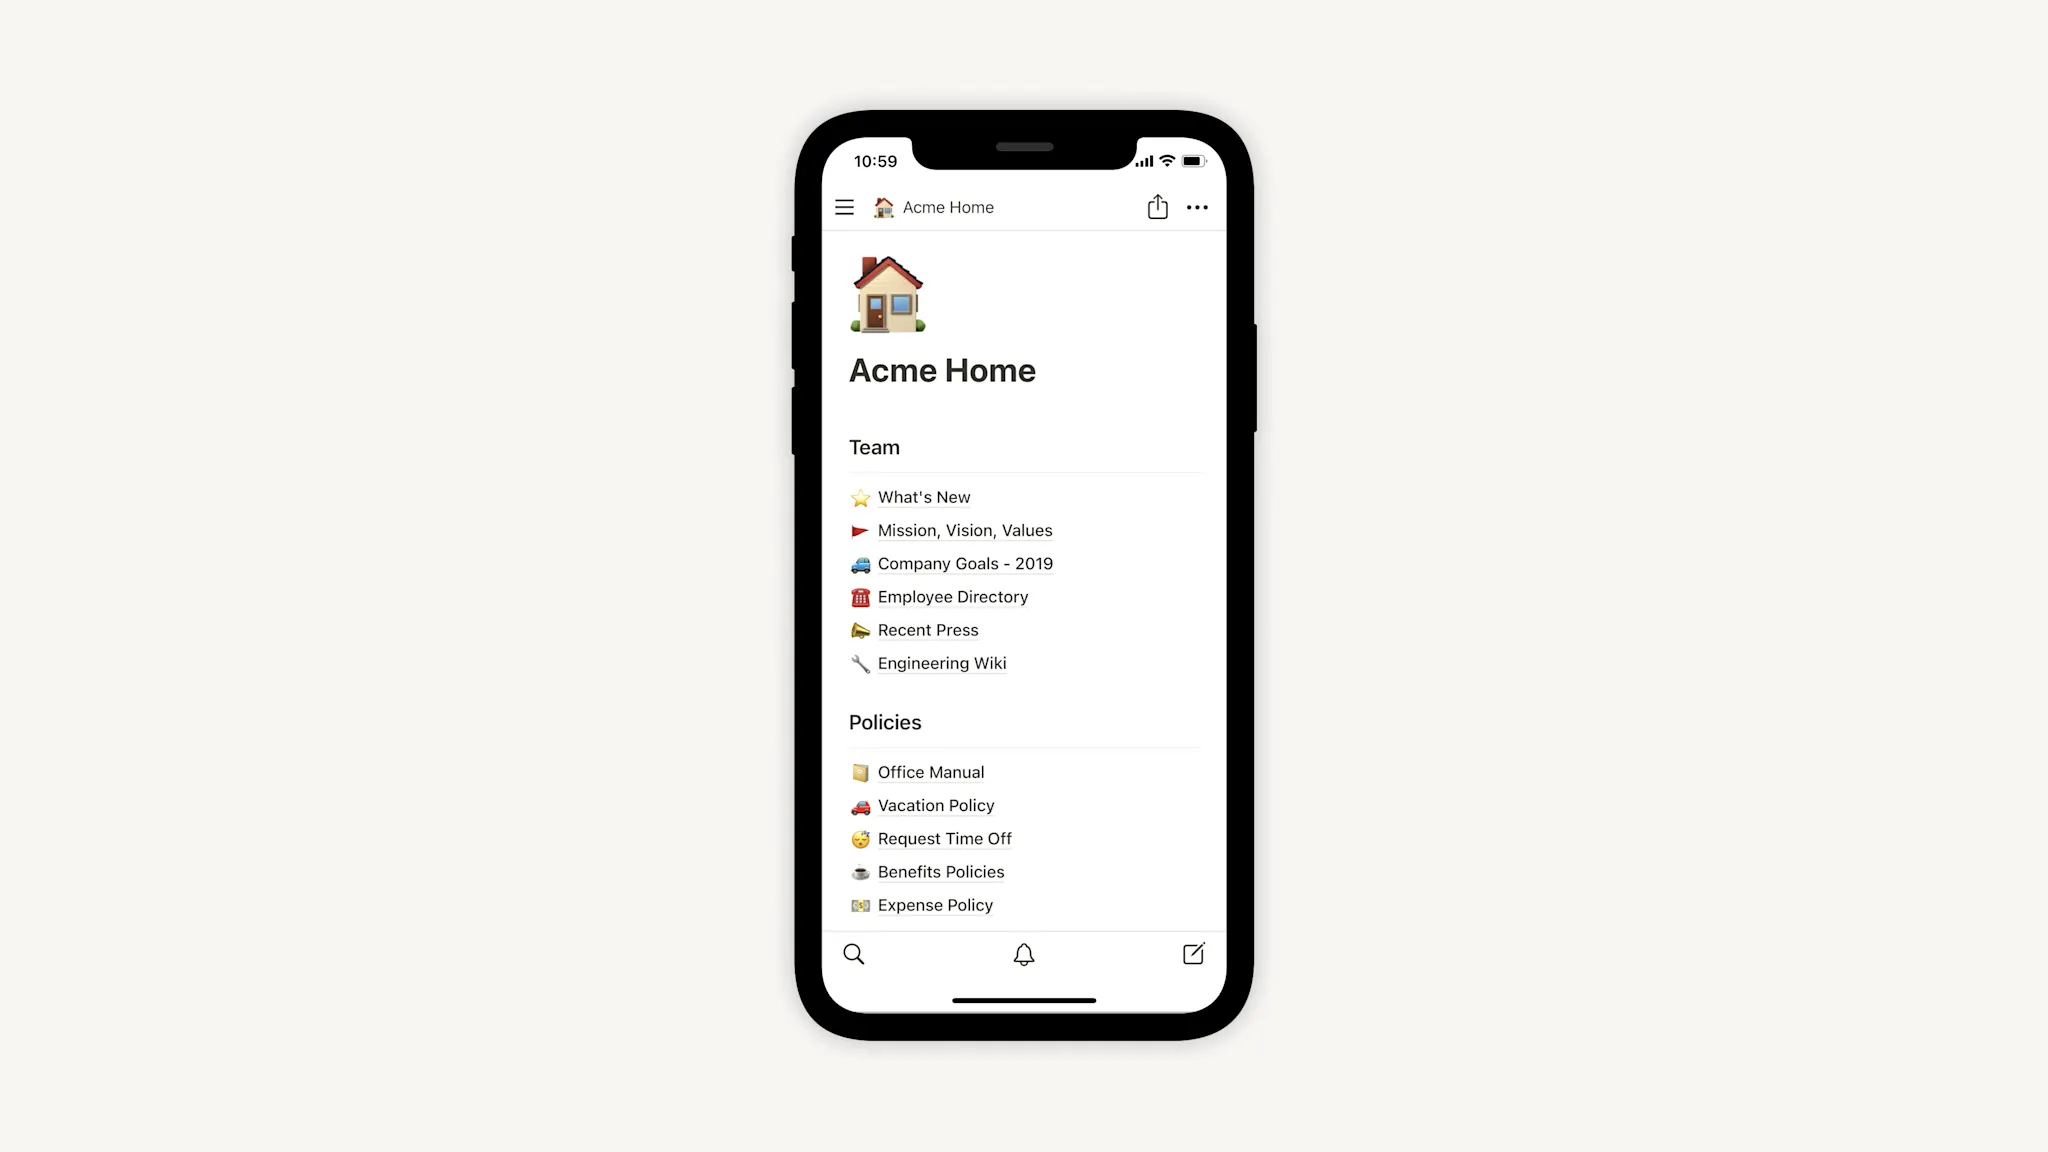 10:59
Acme Home
Acme Home
Team
What's New
Mission, Vision, Values
Company Goals - 2019
Employee Directory
Recent Press
Engineering Wiki
Policies
Office Manual
Vacation Policy
Request Time Off
Benefits Policies
Expense Policy